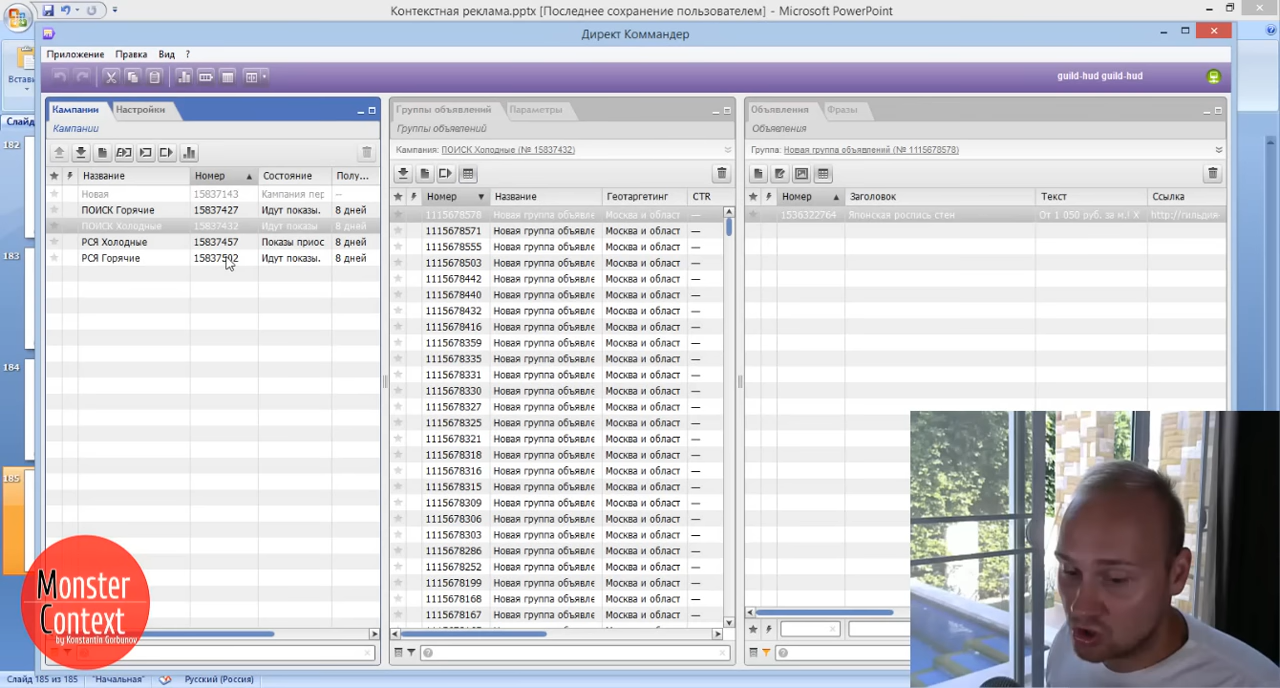 Контекстная реклама.pptx [Последнее сохранение пользователем] - Microsoft PowerPoint
Директ Коммандер
Встави
Слайд
182
183
184
185
Приложение Правка Вид ?
guild-hud guild-hud
Кампании Настройки
Кампании
Название Номер Состояние Полу...
Новая 15837143 Кампания пер --
ПОИСК Горячие 15837427 Идут показы. 8 дней
ПОИСК Холодные 15837432 Идут показы 8 дней
РСЯ Холодные 15837457 Показы приос 8 дней
РСЯ Горячие 15837502 Идут показы. 8 дней
Группы объявлений Параметры
Группы объявлений
Кампания: ПОИСК Холодные (№ 15837432)
Номер Название Геотаргетинг CTR
1115678578 Новая группа объявле Москва и област —
1115678571 Новая группа объявле Москва и област —
1115678555 Новая группа объявле Москва и област —
1115678503 Новая группа объявле Москва и област —
1115678442 Новая группа объявле Москва и област —
1115678440 Новая группа объявле Москва и област —
1115678432 Новая группа объявле Москва и област —
1115678416 Новая группа объявле Москва и област —
1115678359 Новая группа объявле Москва и област —
1115678335 Новая группа объявле Москва и област —
1115678331 Новая группа объявле Москва и област —
1115678330 Новая группа объявле Москва и област —
1115678327 Новая группа объявле Москва и област —
1115678325 Новая группа объявле Москва и област —
1115678321 Новая группа объявле Москва и област —
1115678318 Новая группа объявле Москва и област —
1115678316 Новая группа объявле Москва и област —
1115678315 Новая группа объявле Москва и област —
1115678309 Новая группа объявле Москва и област —
1115678306 Новая группа объявле Москва и област —
1115678303 Новая группа объявле Москва и област —
1115678286 Новая группа объявле Москва и област —
1115678252 Новая группа объявле Москва и област —
1115678199 Новая группа объявле Москва и област —
1115678168 Новая группа объявле Москва и област —
1115678167 Новая группа объявле Москва и област —
Объявления Фразы
Объявления
Группа: Новая группа объявлений (№ 1115678578)
Номер Заголовок Текст Ссылка
1536322764 Японская роспись стен От 1 050 руб. за м.! Х http://гильдия
Monster
Context
by Konstantin Gorbunov
Слайд 185 из 185 "Начальная" Русский (Россия)